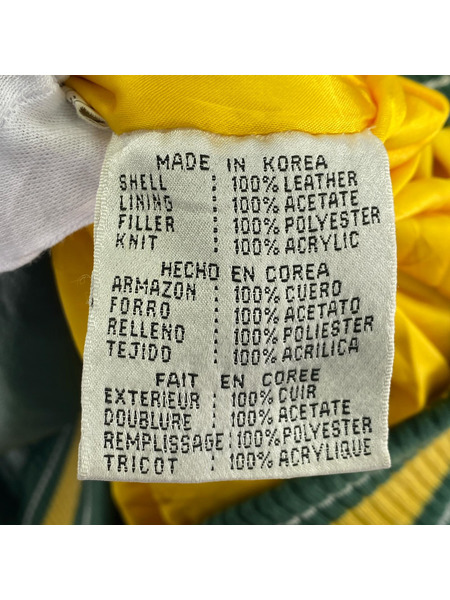 MADE IN KOREA
SHELL : 100% LEATHER
LINING : 100% ACETATE
FILLER : 100% POLYESTER
KNIT : 100% ACRYLIC
HECHO EN COREA
ARMAZON : 100% CUERO
FORRO : 100% ACETATO
RELLENO : 100% POLIESTER
TEJIDO : 100% ACRILICA
FAIT EN COREE
EXTERIEUR : 100% CUIR
DOUBLURE : 100% ACETATE
REMPLISSAGE : 100% POLYESTER
TRICOT : 100% ACRYLIQUE